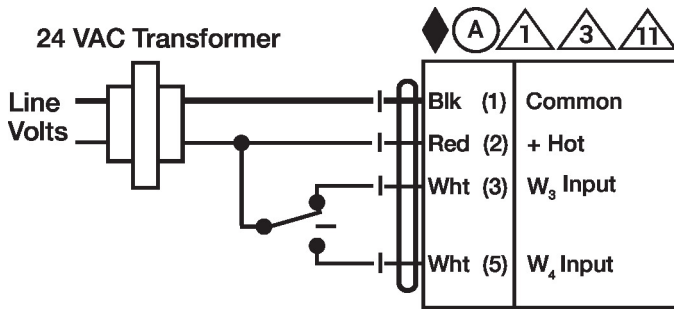 24 VAC Transformer
A 1 3 11
Line
Volts
Blk (1) Common
Red (2) + Hot
Wht (3) W3 Input
Wht (5) W4 Input